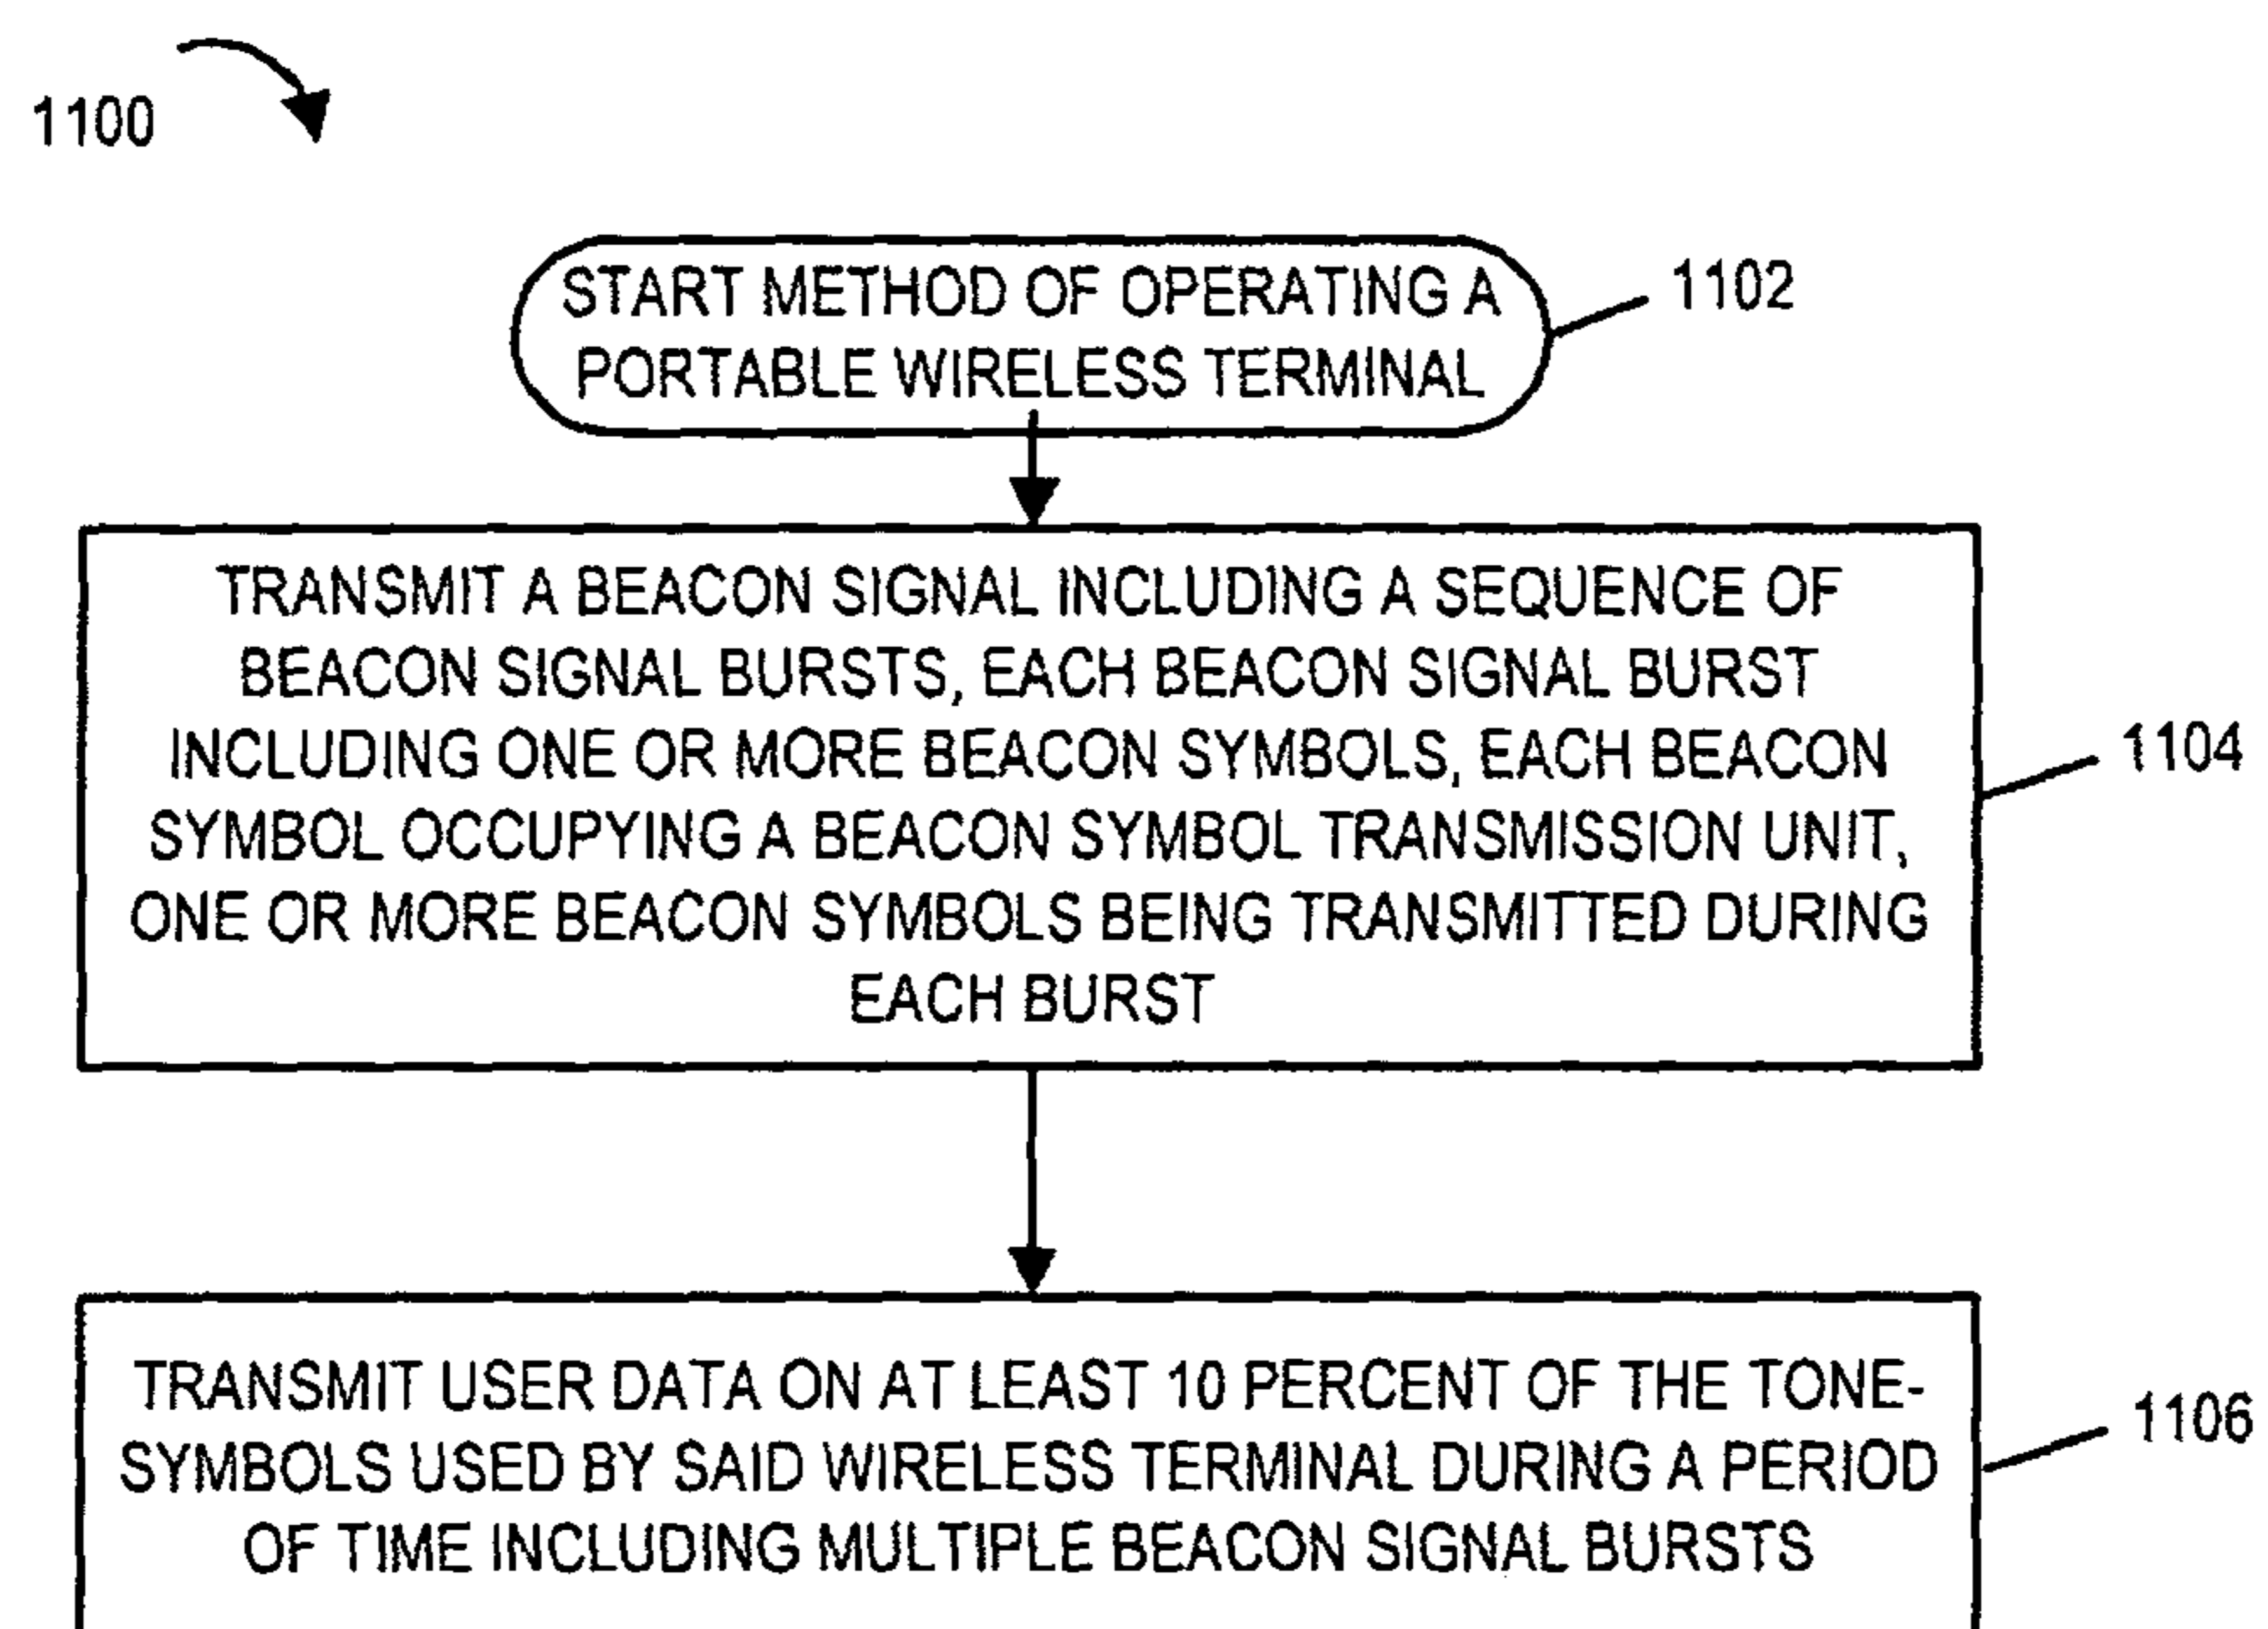 1100
START METHOD OF OPERATING A
PORTABLE WIRELESS TERMINAL
1102
TRANSMIT A BEACON SIGNAL INCLUDING A SEQUENCE OF
BEACON SIGNAL BURSTS, EACH BEACON SIGNAL BURST
INCLUDING ONE OR MORE BEACON SYMBOLS, EACH BEACON
SYMBOL OCCUPYING A BEACON SYMBOL TRANSMISSION UNIT,
ONE OR MORE BEACON SYMBOLS BEING TRANSMITTED DURING
EACH BURST
1104
TRANSMIT USER DATA ON AT LEAST 10 PERCENT OF THE TONE-
SYMBOLS USED BY SAID WIRELESS TERMINAL DURING A PERIOD
OF TIME INCLUDING MULTIPLE BEACON SIGNAL BURSTS
1106